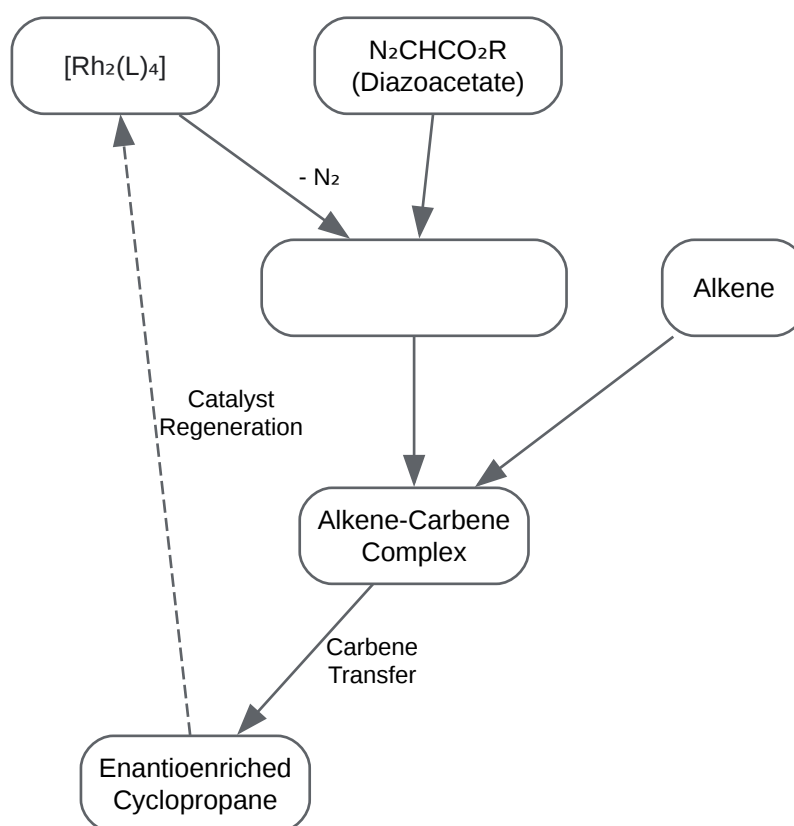 [Rh₂(L)₄]
N₂CHCO₂R
(Diazoacetate)
- N₂
Alkene
Catalyst
Regeneration
Alkene-Carbene
Complex
Carbene
Transfer
Enantioenriched
Cyclopropane